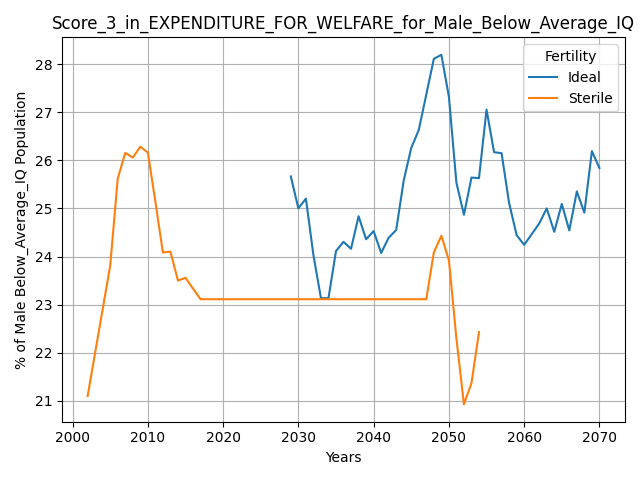 Score_3_in_EXPENDITURE_FOR_WELFARE_for_Male_Below_Average_IQ
Fertility
Ideal
Sterile
% of Male Below_Average_IQ Population
28
27
26
25
24
23
22
21
2000 2010 2020 2030 2040 2050 2060 2070
Years